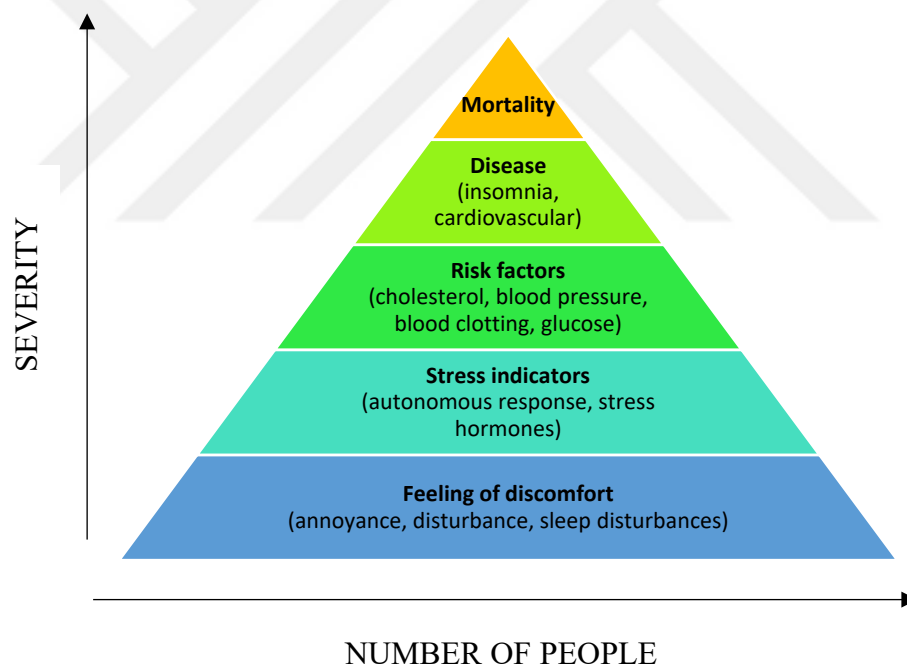 Mortality
Disease
(insomnia,
cardiovascular)
Risk factors
(cholesterol, blood pressure,
blood clotting, glucose)
Stress indicators
(autonomous response, stress
hormones)
Feeling of discomfort
(annoyance, disturbance, sleep disturbances)
SEVERITY
NUMBER OF PEOPLE